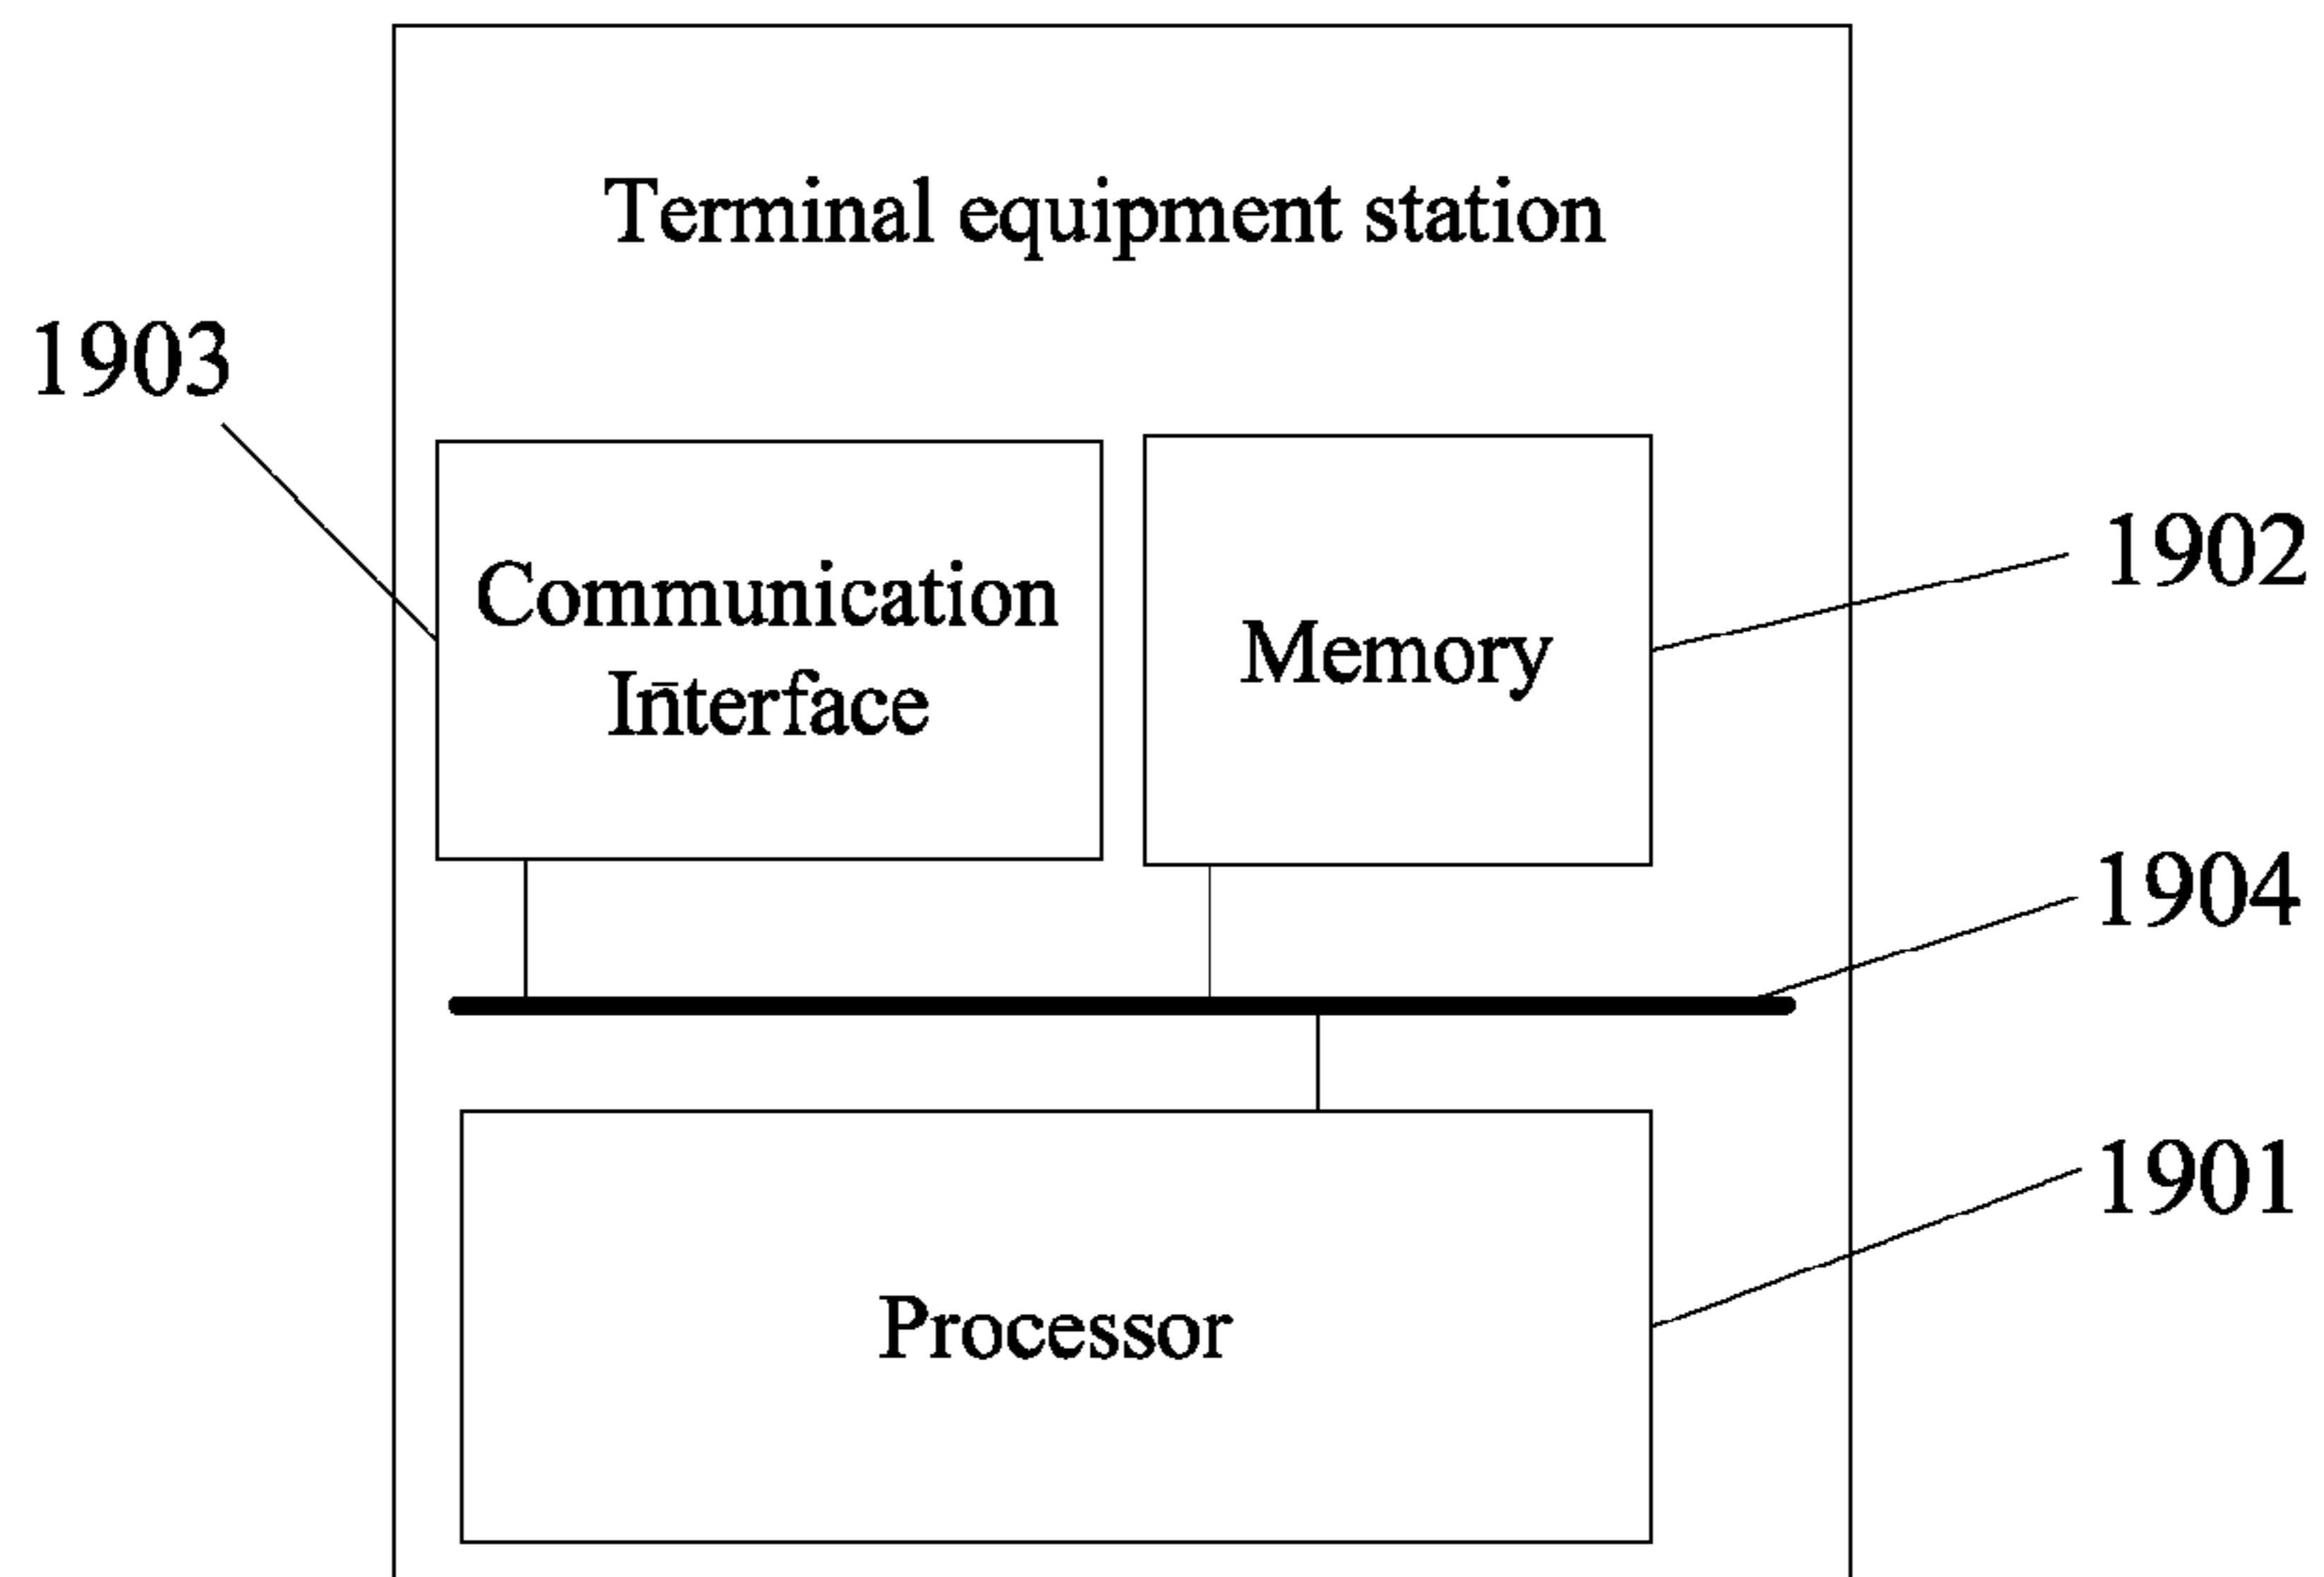 Terminal equipment station
1903
Communication
Interface
Memory
1902
1904
1901
Processor